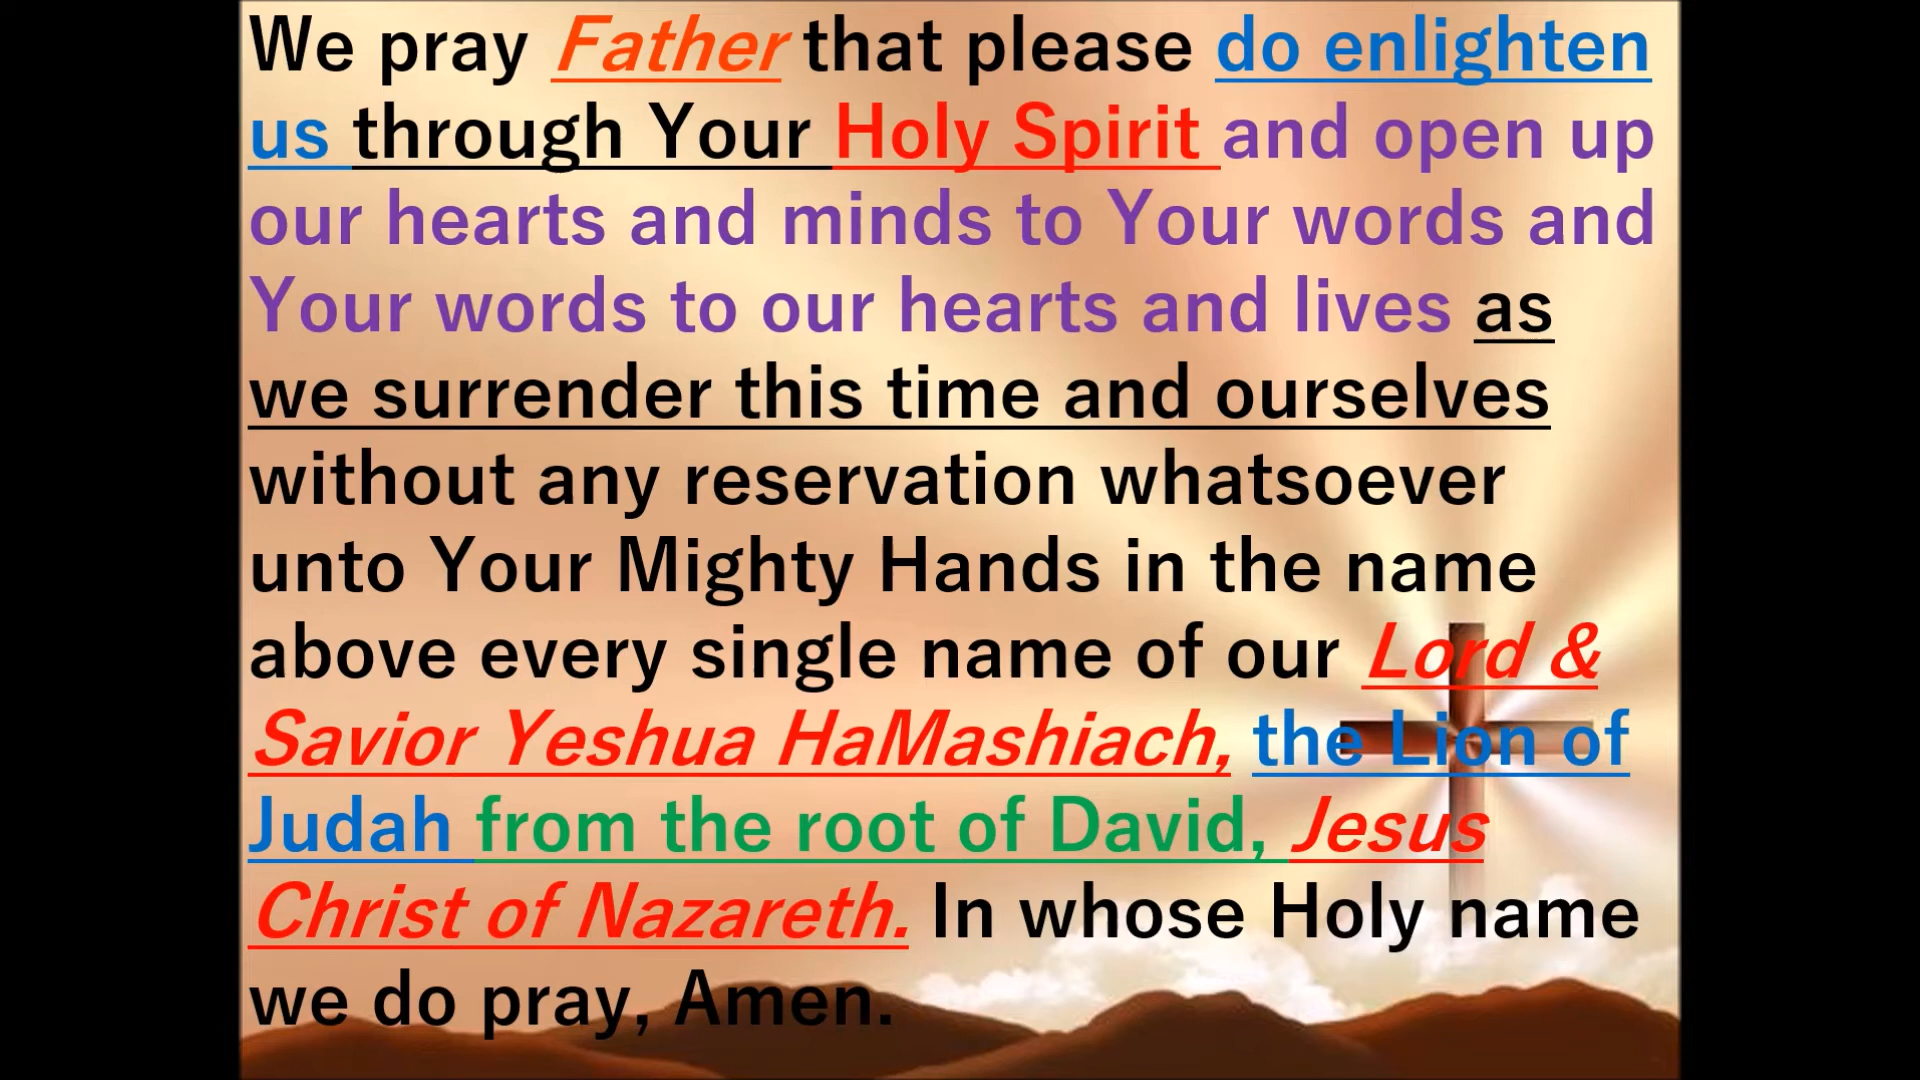 We pray Father that please do enlighten
us through Your Holy Spirit and open up
our hearts and minds to Your words and
Your words to our hearts and lives as
we surrender this time and ourselves
without any reservation whatsoever
unto Your Mighty Hands in the name
above every single name of our Lord &
Savior Yeshua HaMashiach, the Lion of
Judah from the root of David, Jesus
Christ of Nazareth. In whose Holy name
we do pray, Amen.